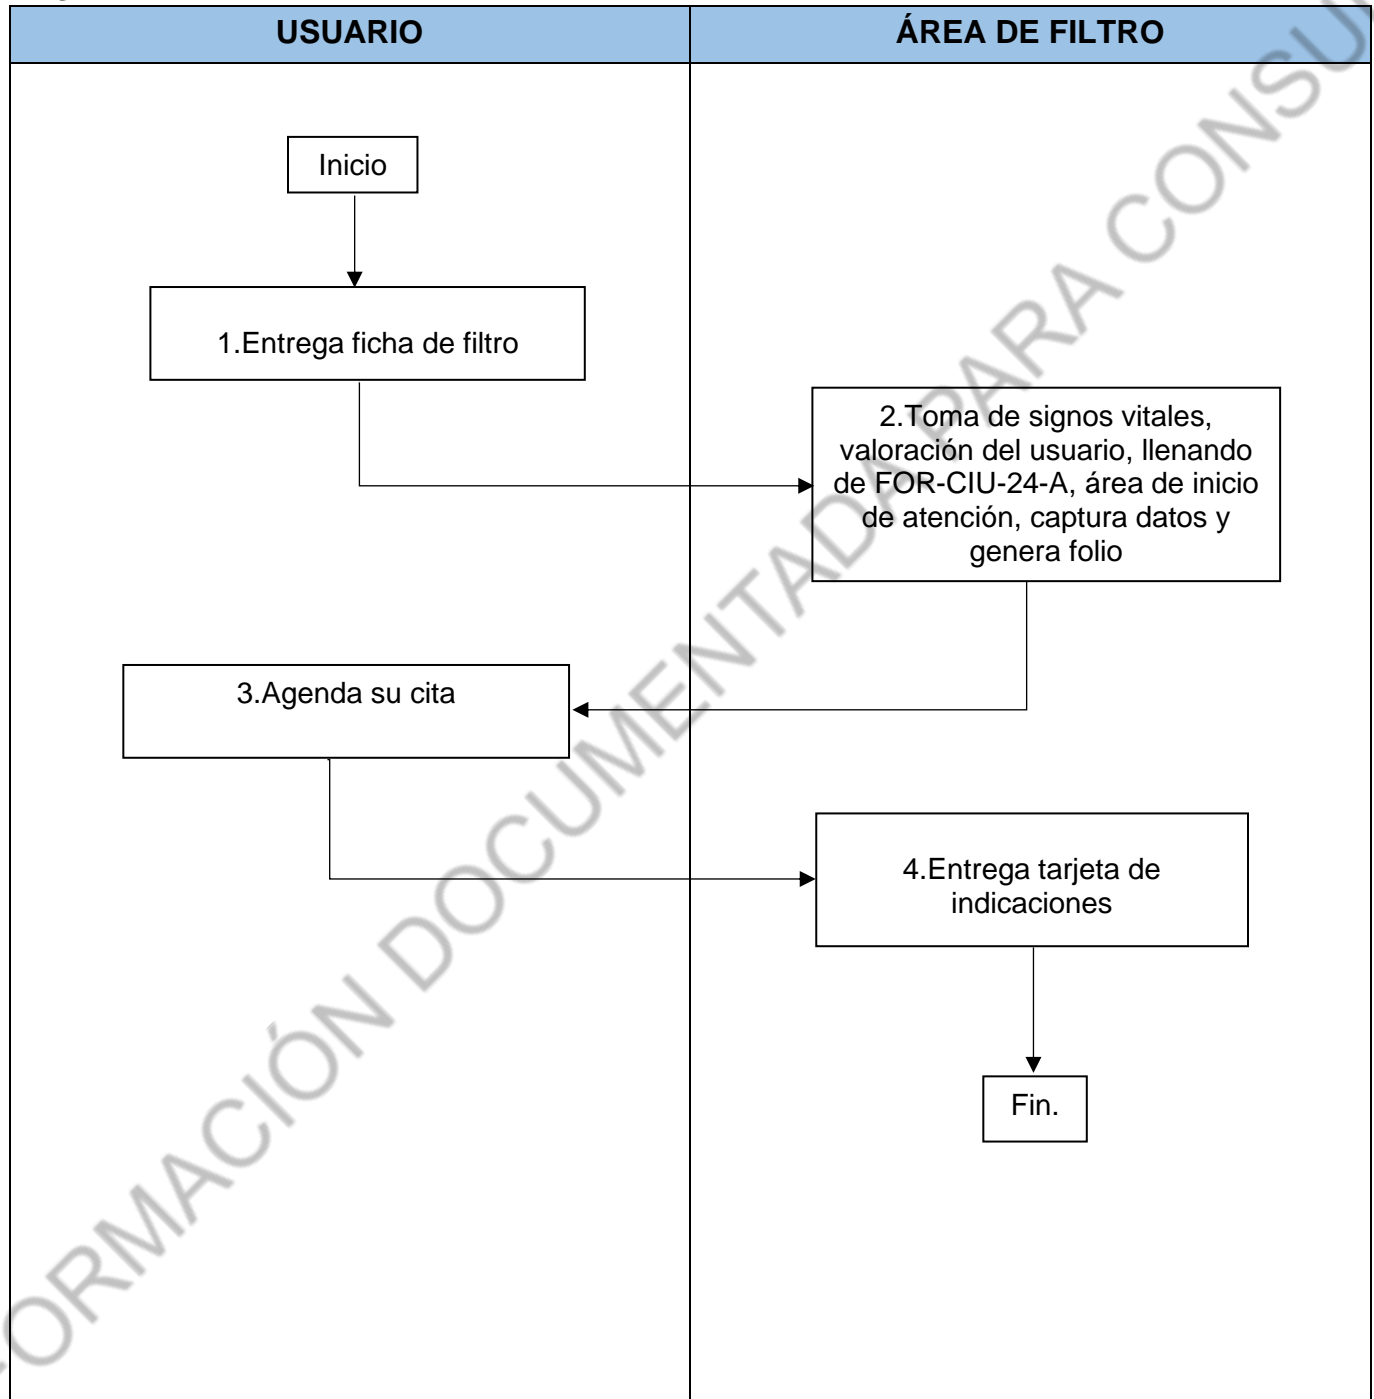 USUARIO
ÁREA DE FILTRO
Inicio
1.Entrega ficha de filtro
2.Toma de signos vitales,
valoración del usuario, llenando
de FOR-CIU-24-A, área de inicio
de atención, captura datos y
genera folio
3.Agenda su cita
4.Entrega tarjeta de
indicaciones
Fin.
ORMACIÓN DOCUMENTADA PARA CONSU